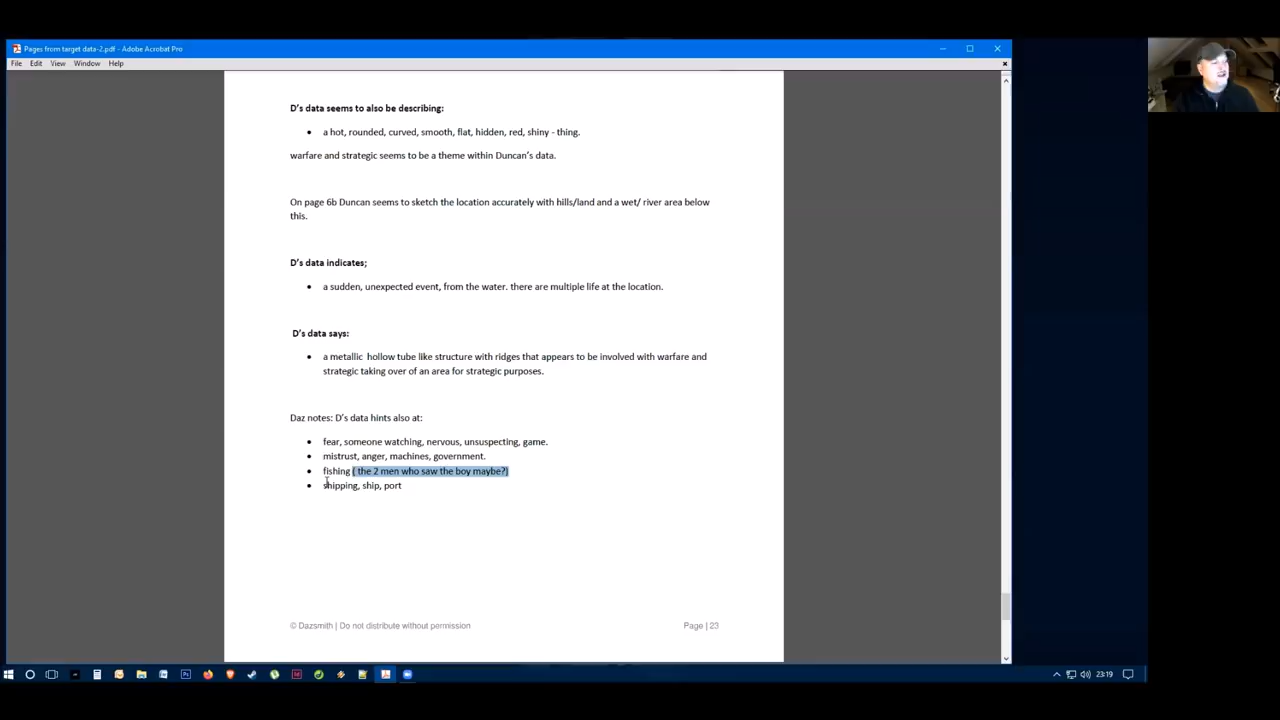 Pages from target data-2.pdf - Adobe Acrobat Pro
File Edit View Window Help
D's data seems to also be describing:
• a hot, rounded, curved, smooth, flat, hidden, red, shiny - thing.
warfare and strategic seems to be a theme within Duncan's data.
On page 6b Duncan seems to sketch the location accurately with hills/land and a wet/ river area below
this.
D's data indicates;
• a sudden, unexpected event, from the water. there are multiple life at the location.
D's data says:
• a metallic hollow tube like structure with ridges that appears to be involved with warfare and
strategic taking over of an area for strategic purposes.
Daz notes: D's data hints also at:
• fear, someone watching, nervous, unsuspecting, game.
• mistrust, anger, machines, government.
• fishing ( the 2 men who saw the boy maybe?)
• shipping, ship, port
© Dazsmith | Do not distribute without permission Page | 23
23:19